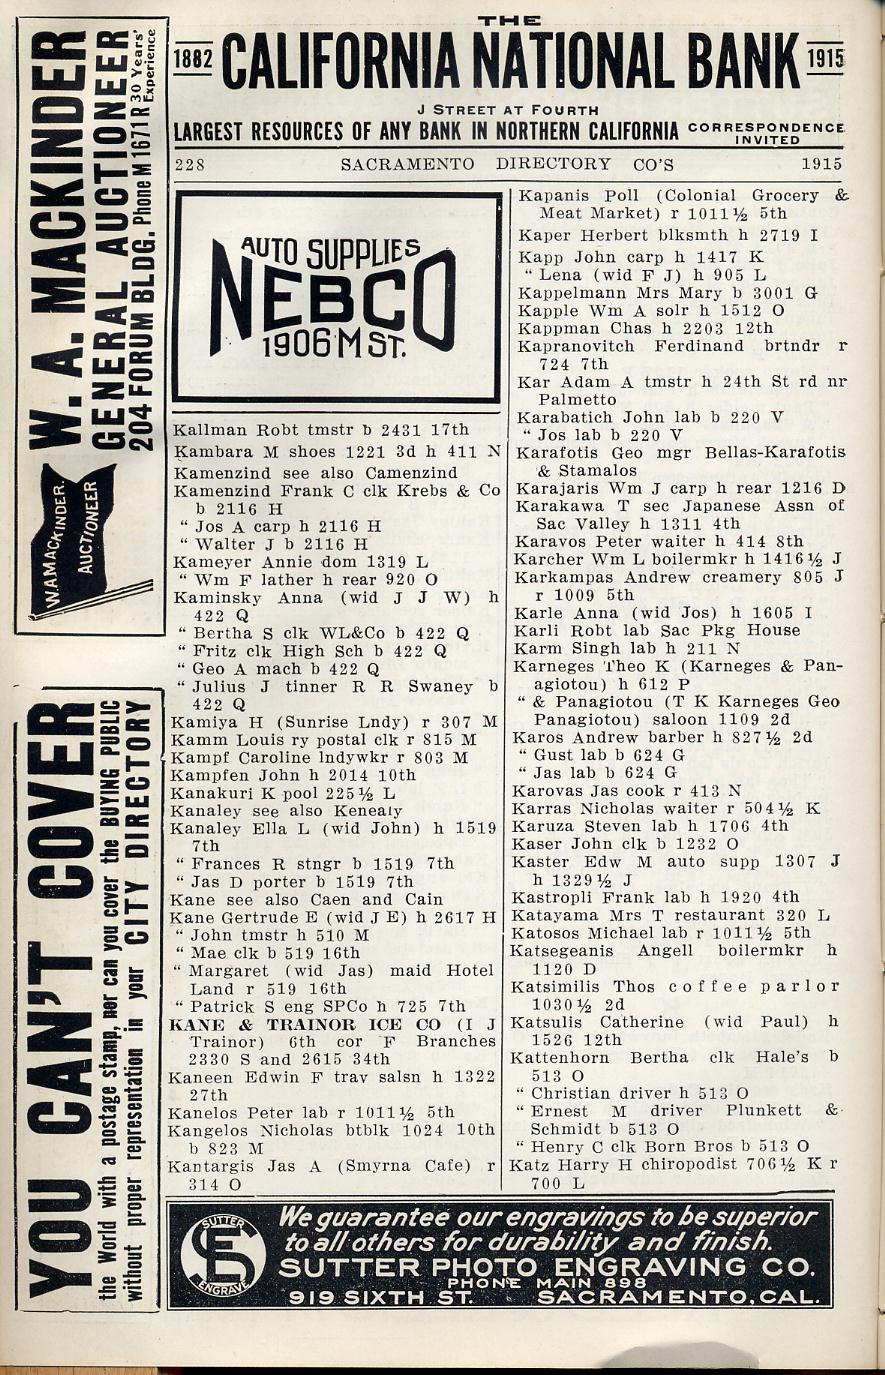 THE
1882 CALIFORNIA NATIONAL BANK 1915
J STREET AT FOURTH
LARGEST RESOURCES OF ANY BANK IN NORTHERN CALIFORNIA CORRESPONDENCE INVITED
228 SACRAMENTO DIRECTORY CO'S 1915
W. A. MACKINDER
GENERAL AUCTIONEER
204 FORUM BLDG. Phone M 1671 R 30 Years' Experience
W.A.MACKINDER.
AUCTIONEER
YOU CAN'T COVER
the World with a postage stamp, nor can you cover the BUYING PUBLIC
without proper representation in your CITY DIRECTORY
AUTO SUPPLIES
NEBCO
1906 M ST.
Kallman Robt tmstr b 2431 17th
Kambara M shoes 1221 3d h 411 N
Kamenzind see also Camenzind
Kamenzind Frank C clk Krebs & Co
b 2116 H
" Jos A carp h 2116 H
" Walter J b 2116 H
Kameyer Annie dom 1319 L
" Wm F lather h rear 920 O
Kaminsky Anna (wid J J W) h
422 Q
" Bertha S clk WL&Co b 422 Q
" Fritz clk High Sch b 422 Q
" Geo A mach b 422 Q
" Julius J tinner R R Swaney b
422 Q
Kamiya H (Sunrise Lndy) r 307 M
Kamm Louis ry postal clk r 815 M
Kampf Caroline lndywkr r 803 M
Kampfen John h 2014 10th
Kanakuri K pool 225½ L
Kanaley see also Kenealy
Kanaley Ella L (wid John) h 1519
7th
" Frances R stngr b 1519 7th
" Jas D porter b 1519 7th
Kane see also Caen and Cain
Kane Gertrude E (wid J E) h 2617 H
" John tmstr h 510 M
" Mae clk b 519 16th
" Margaret (wid Jas) maid Hotel
Land r 519 16th
" Patrick S eng SPCo h 725 7th
KANE & TRAINOR ICE CO (I J
Trainor) 6th cor F Branches
2330 S and 2615 34th
Kaneen Edwin F trav salsn h 1322
27th
Kanelos Peter lab r 1011½ 5th
Kangelos Nicholas btblk 1024 10th
b 823 M
Kantargis Jas A (Smyrna Cafe) r
314 O
Kapanis Poll (Colonial Grocery &
Meat Market) r 1011½ 5th
Kaper Herbert blksmth h 2719 I
Kapp John carp h 1417 K
" Lena (wid F J) h 905 L
Kappelmann Mrs Mary b 3001 G
Kapple Wm A solr h 1512 O
Kappman Chas h 2203 12th
Kapranovitch Ferdinand brtndr r
724 7th
Kar Adam A tmstr h 24th St rd nr
Palmetto
Karabatich John lab b 220 V
" Jos lab b 220 V
Karafotis Geo mgr Bellas-Karafotis
& Stamalos
Karajaris Wm J carp h rear 1216 D
Karakawa T sec Japanese Assn of
Sac Valley h 1311 4th
Karavos Peter waiter h 414 8th
Karcher Wm L boilermkr h 1416½ J
Karkampas Andrew creamery 805 J
r 1009 5th
Karle Anna (wid Jos) h 1605 I
Karli Robt lab Sac Pkg House
Karm Singh lab h 211 N
Karneges Theo K (Karneges & Pan-
agiotou) h 612 P
" & Panagiotou (T K Karneges Geo
Panagiotou) saloon 1109 2d
Karos Andrew barber h 827½ 2d
" Gust lab b 624 G
" Jas lab b 624 G
Karovas Jas cook r 413 N
Karras Nicholas waiter r 504½ K
Karuza Steven lab h 1706 4th
Kaser John clk b 1232 O
Kaster Edw M auto supp 1307 J
h 1329½ J
Kastropli Frank lab h 1920 4th
Katayama Mrs T restaurant 320 L
Katosos Michael lab r 1011½ 5th
Katsegeanis Angell boilermkr h
1120 D
Katsimilis Thos coffee parlor
1030½ 2d
Katsulis Catherine (wid Paul) h
1526 12th
Kattenhorn Bertha clk Hale's b
513 O
" Christian driver h 513 O
" Ernest M driver Plunkett &
Schmidt b 513 O
" Henry C clk Born Bros b 513 O
Katz Harry H chiropodist 706½ K r
700 L
SUTTER
ES
ENGRAVE
We guarantee our engravings to be superior
to all others for durability and finish.
SUTTER PHOTO ENGRAVING CO.
PHONE MAIN 898
919 SIXTH ST. SACRAMENTO, CAL.